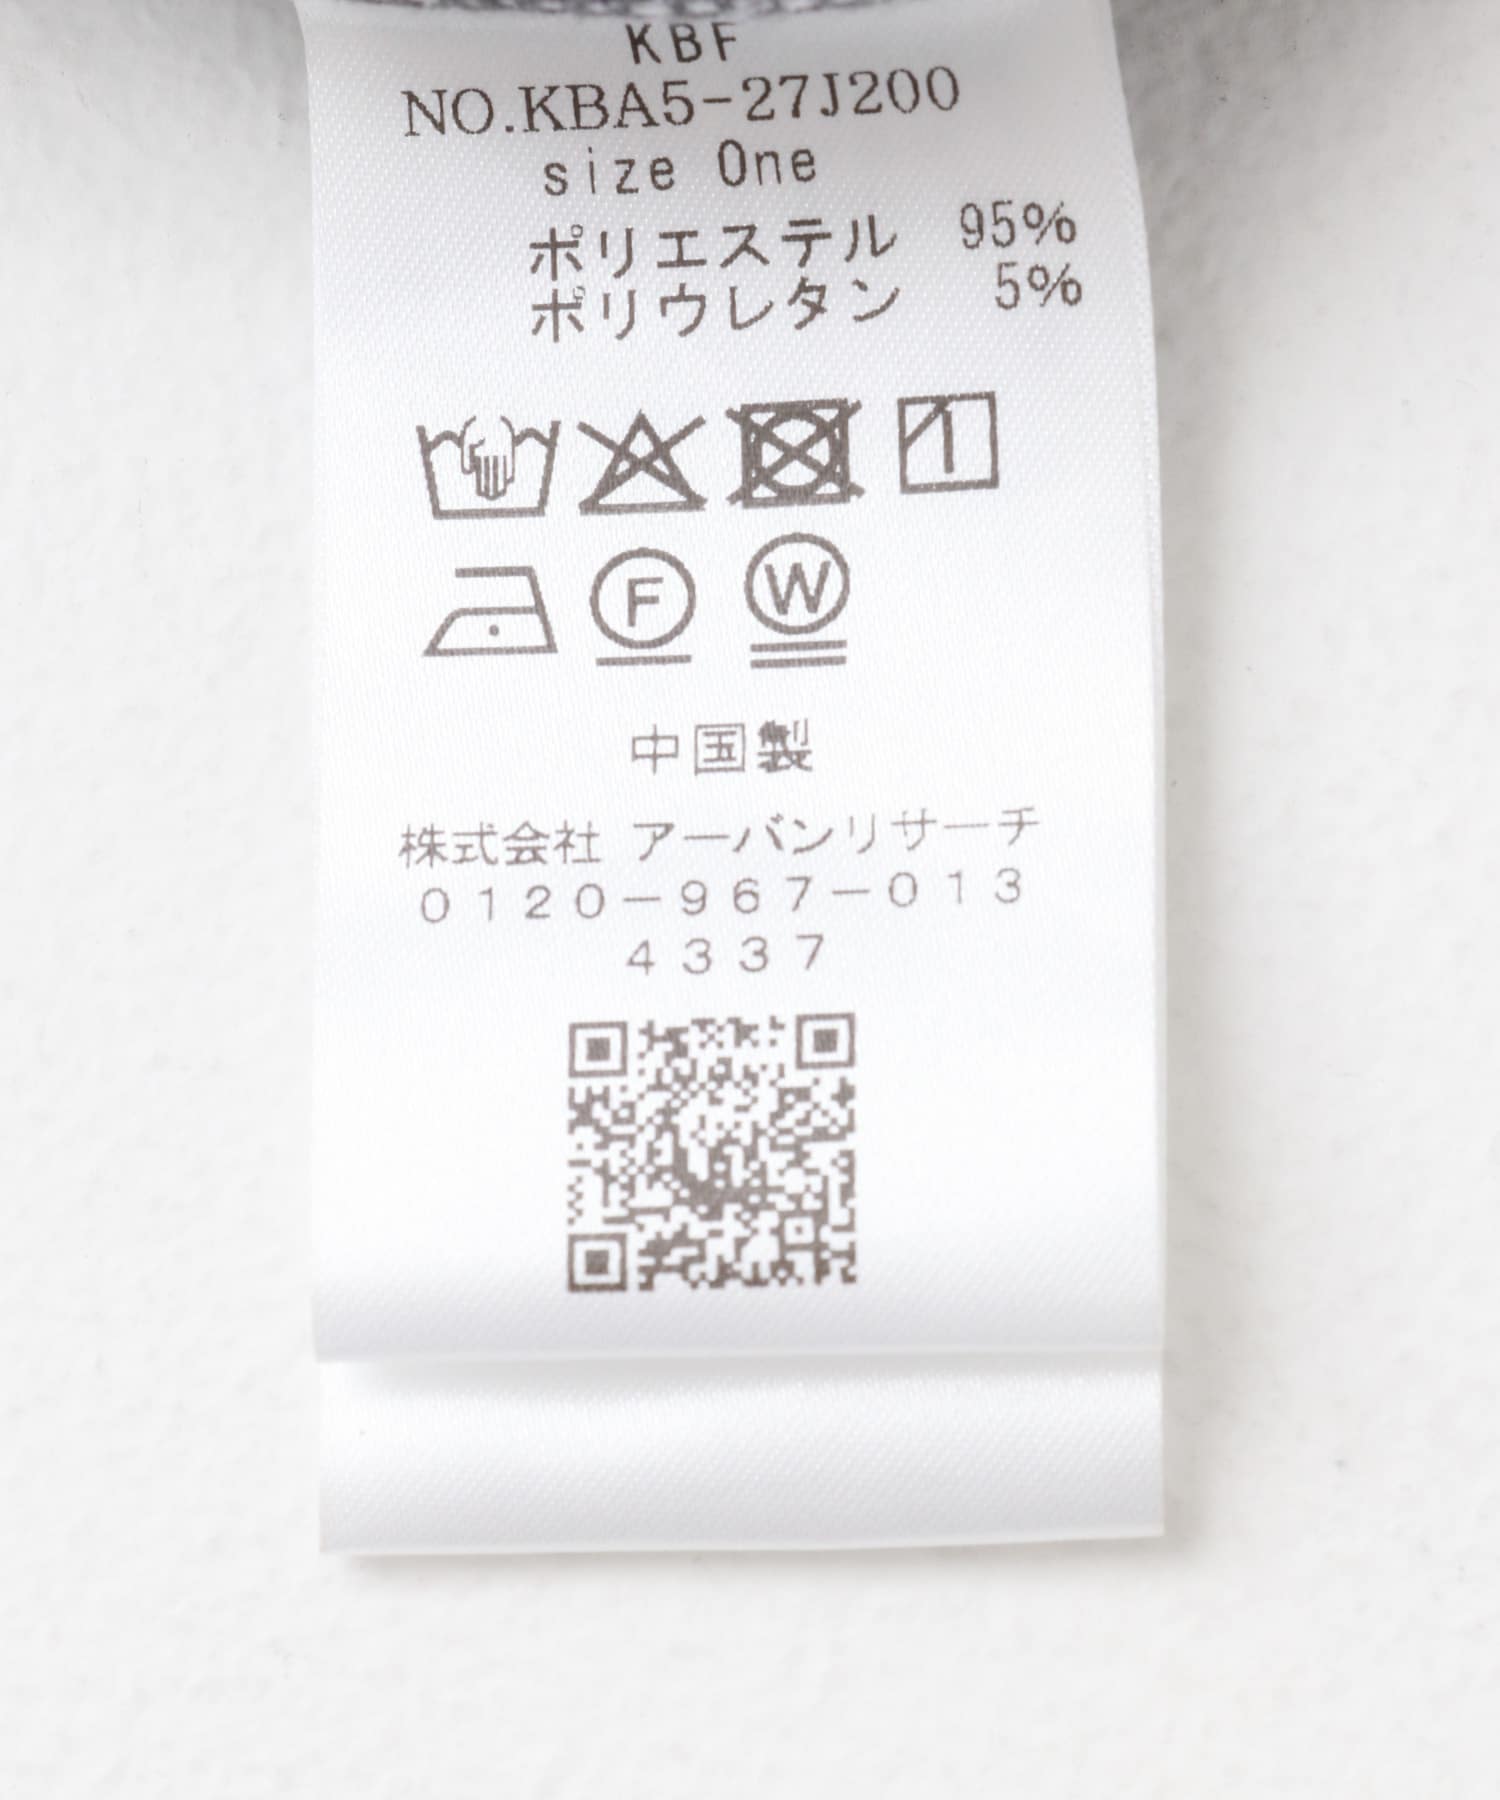 KBF
NO.KBA5-27J200
size One
ポリエステル 95%
ポリウレタン 5%
F
W
中国製
株式会社 アーバンリサーチ
0120-967-013
4337